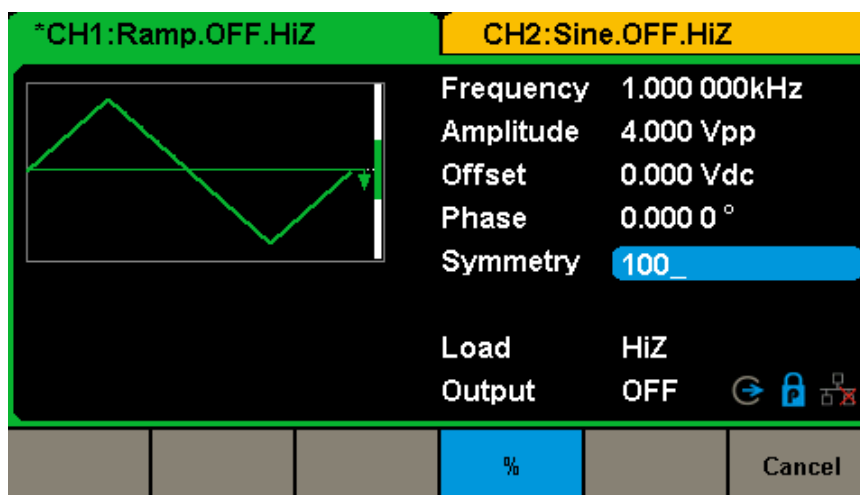 *CH1:Ramp.OFF.HiZ CH2:Sine.OFF.HiZ
Frequency 1.000 000kHz
Amplitude 4.000 Vpp
Offset 0.000 Vdc
Phase 0.000 0 °
Symmetry 100_
Load HiZ
Output OFF P
% Cancel